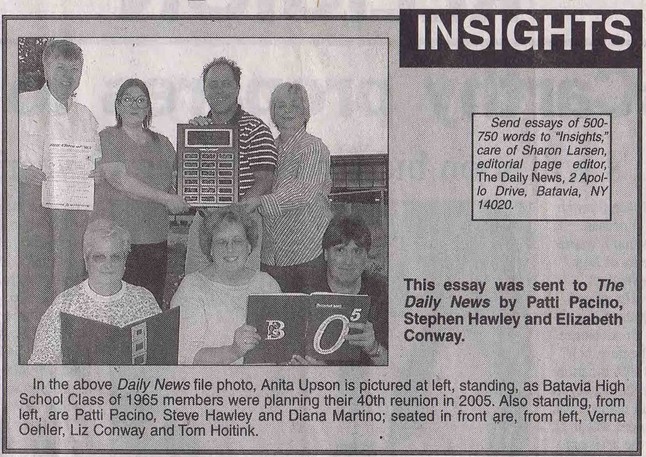 INSIGHTS
Send essays of 500-
750 words to "Insights,"
care of Sharon Larsen,
editorial page editor,
The Daily News, 2 Apol-
lo Drive, Batavia, NY
14020.
This essay was sent to The
Daily News by Patti Pacino,
Stephen Hawley and Elizabeth
Conway.
B
O5
In the above Daily News file photo, Anita Upson is pictured at left, standing, as Batavia High
School Class of 1965 members were planning their 40th reunion in 2005. Also standing, from
left, are Patti Pacino, Steve Hawley and Diana Martino; seated in front are, from left, Verna
Oehler, Liz Conway and Tom Hoitink.